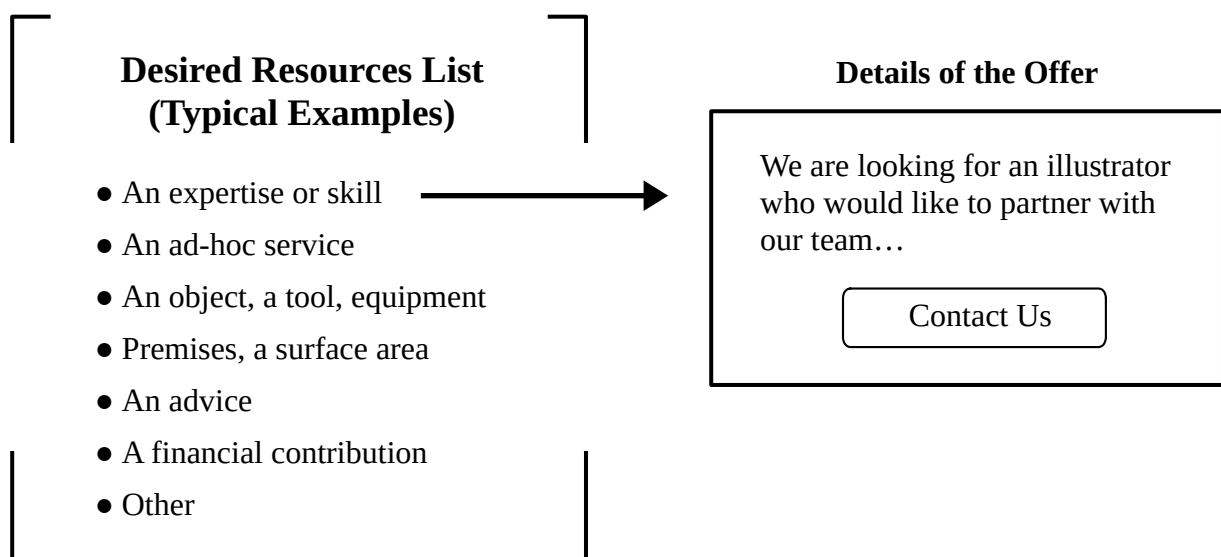 Desired Resources List
(Typical Examples)
● An expertise or skill
● An ad-hoc service
● An object, a tool, equipment
● Premises, a surface area
● An advice
● A financial contribution
● Other
Details of the Offer
We are looking for an illustrator
who would like to partner with
our team…
Contact Us